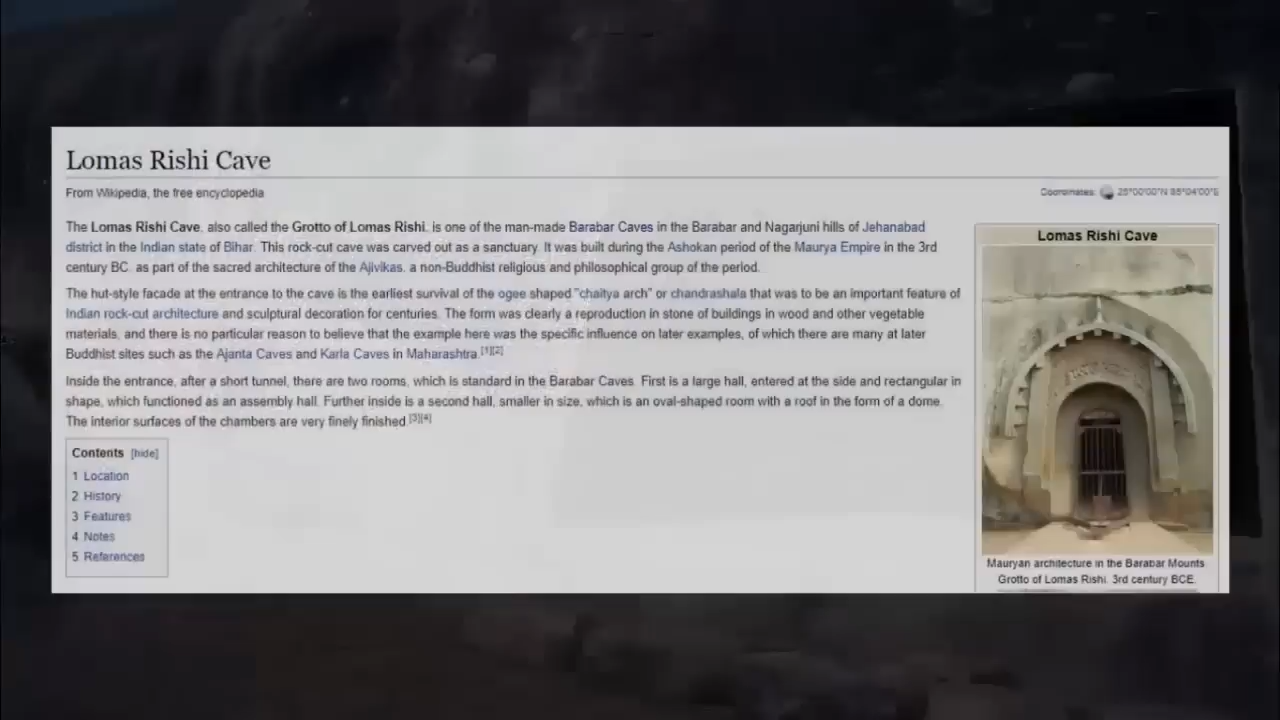 Lomas Rishi Cave
From Wikipedia, the free encyclopedia
Coordinates: 25°00′00″N 85°04′00″E
The Lomas Rishi Cave, also called the Grotto of Lomas Rishi, is one of the man-made Barabar Caves in the Barabar and Nagarjuni hills of Jehanabad
district in the Indian state of Bihar. This rock-cut cave was carved out as a sanctuary. It was built during the Ashokan period of the Maurya Empire in the 3rd
century BC, as part of the sacred architecture of the Ajivikas, a non-Buddhist religious and philosophical group of the period.
The hut-style facade at the entrance to the cave is the earliest survival of the ogee shaped "chaitya arch" or chandrashala that was to be an important feature of
Indian rock-cut architecture and sculptural decoration for centuries. The form was clearly a reproduction in stone of buildings in wood and other vegetable
materials, and there is no particular reason to believe that the example here was the specific influence on later examples, of which there are many at later
Buddhist sites such as the Ajanta Caves and Karla Caves in Maharashtra.[1][2]
Inside the entrance, after a short tunnel, there are two rooms, which is standard in the Barabar Caves. First is a large hall, entered at the side and rectangular in
shape, which functioned as an assembly hall. Further inside is a second hall, smaller in size, which is an oval-shaped room with a roof in the form of a dome.
The interior surfaces of the chambers are very finely finished.[3][4]
Contents [hide]
1 Location
2 History
3 Features
4 Notes
5 References
Lomas Rishi Cave
Mauryan architecture in the Barabar Mounts
Grotto of Lomas Rishi. 3rd century BCE.